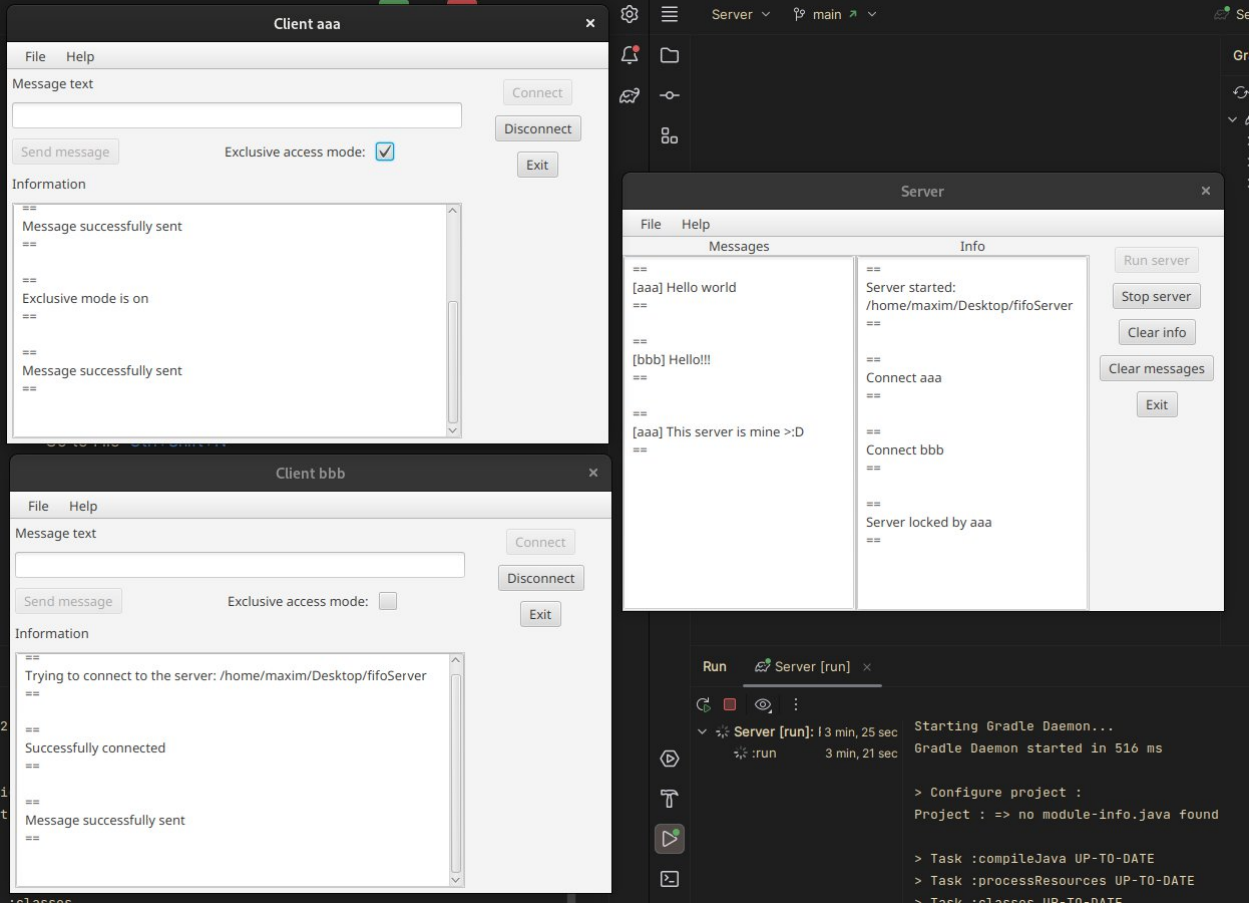 Client aaa
File Help
Message text
Connect
Disconnect
Send message
Exclusive access mode:
Exit
Information
==
Message successfully sent
==
==
Exclusive mode is on
==
==
Message successfully sent
==
Client bbb
File Help
Message text
Connect
Disconnect
Send message
Exclusive access mode:
Exit
Information
==
Trying to connect to the server: /home/maxim/Desktop/fifoServer
==
==
Successfully connected
==
==
Message successfully sent
==
:classes
Server
main
Server
File Help
Messages
==
[aaa] Hello world
==
==
[bbb] Hello!!!
==
==
[aaa] This server is mine >:D
==
Info
==
Server started:
/home/maxim/Desktop/fifoServer
==
==
Connect aaa
==
==
Connect bbb
==
==
Server locked by aaa
==
Run server
Stop server
Clear info
Clear messages
Exit
Run Server [run]
Server [run]: 3 min, 25 sec
:run 3 min, 21 sec
Starting Gradle Daemon...
Gradle Daemon started in 516 ms
> Configure project :
Project : => no module-info.java found
> Task :compileJava UP-TO-DATE
> Task :processResources UP-TO-DATE
> Task :classes UP-TO-DATE